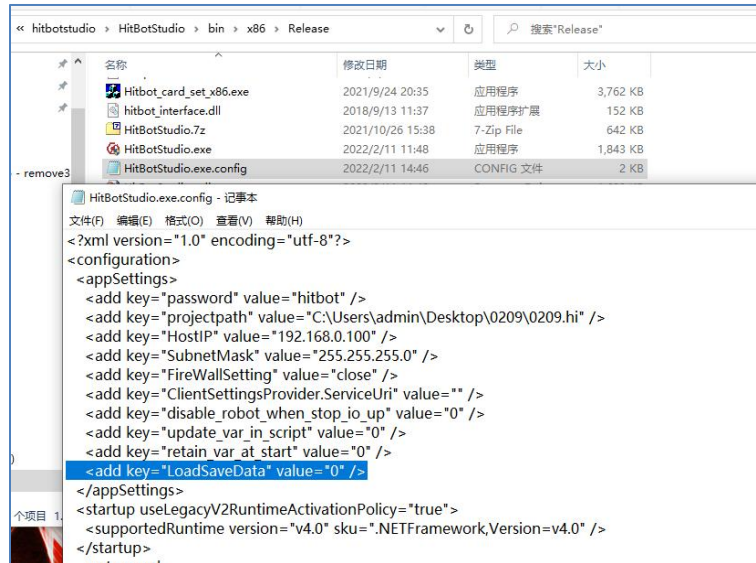 « hitbotstudio › HitBotStudio › bin › x86 › Release 搜索"Release"
名称 修改日期 类型 大小
Hitbot_card_set_x86.exe 2021/9/24 20:35 应用程序 3,762 KB
hitbot_interface.dll 2018/9/13 11:37 应用程序扩展 152 KB
HitBotStudio.7z 2021/10/26 15:38 7-Zip File 642 KB
HitBotStudio.exe 2022/2/11 11:48 应用程序 1,843 KB
HitBotStudio.exe.config 2022/2/11 14:46 CONFIG 文件 2 KB
- remove3
HitBotStudio.exe.config - 记事本
文件(F) 编辑(E) 格式(O) 查看(V) 帮助(H)
<?xml version="1.0" encoding="utf-8"?>
<configuration>
<appSettings>
<add key="password" value="hitbot" />
<add key="projectpath" value="C:\Users\admin\Desktop\0209\0209.hi" />
<add key="HostIP" value="192.168.0.100" />
<add key="SubnetMask" value="255.255.255.0" />
<add key="FireWallSetting" value="close" />
<add key="ClientSettingsProvider.ServiceUri" value="" />
<add key="disable_robot_when_stop_io_up" value="0" />
<add key="update_var_in_script" value="0" />
<add key="retain_var_at_start" value="0" />
<add key="LoadSaveData" value="0" />
</appSettings>
<startup useLegacyV2RuntimeActivationPolicy="true">
<supportedRuntime version="v4.0" sku=".NETFramework,Version=v4.0" />
</startup>
个项目 1